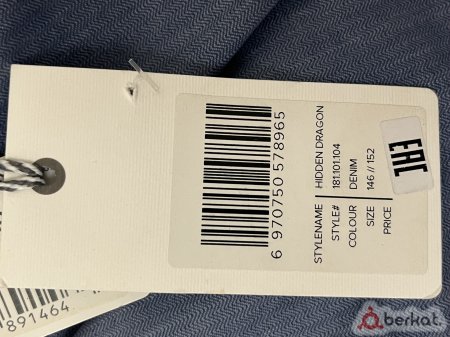 6 970750 578965
STYLENAME HIDDEN DRAGON
STYLE# 181.101.104
COLOUR DENIM
SIZE 146 // 152
PRICE
EAC
891464
berkat.